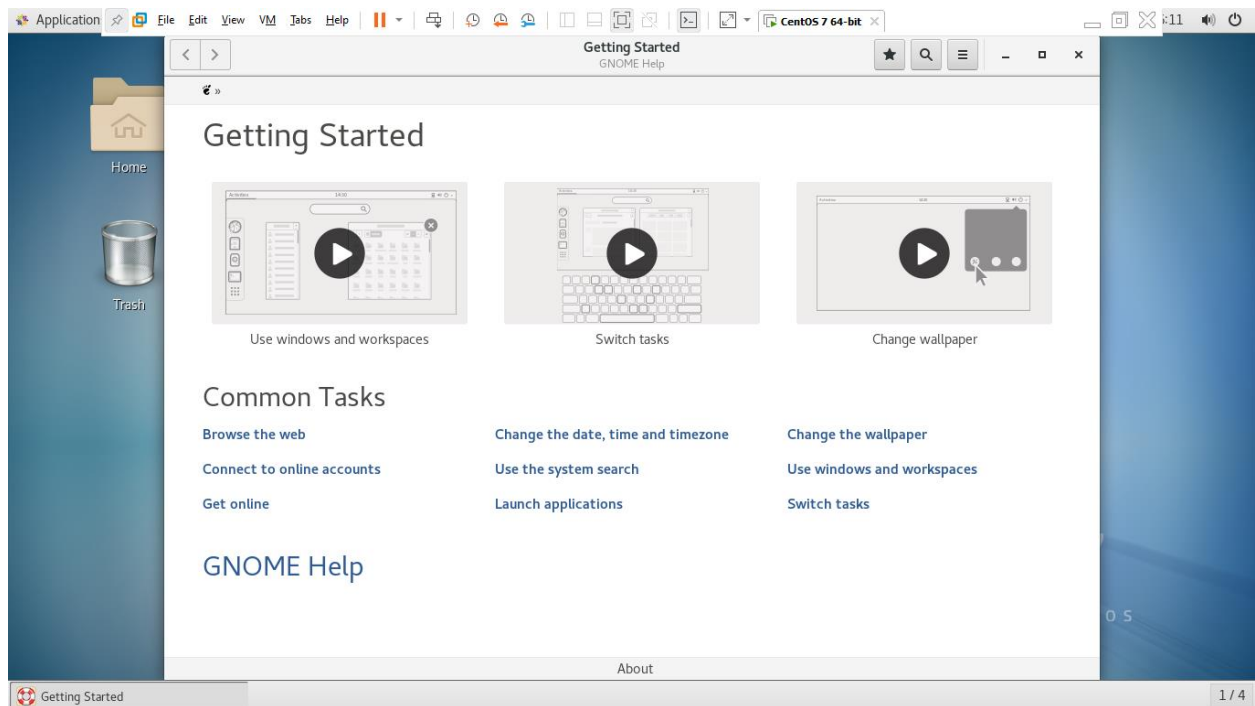 Application File Edit View VM Tabs Help CentOS 7 64-bit :11
Getting Started
GNOME Help
»
Getting Started
Home
Trash
Use windows and workspaces Switch tasks Change wallpaper
Common Tasks
Browse the web Change the date, time and timezone Change the wallpaper
Connect to online accounts Use the system search Use windows and workspaces
Get online Launch applications Switch tasks
GNOME Help
OS
About
Getting Started 1 / 4